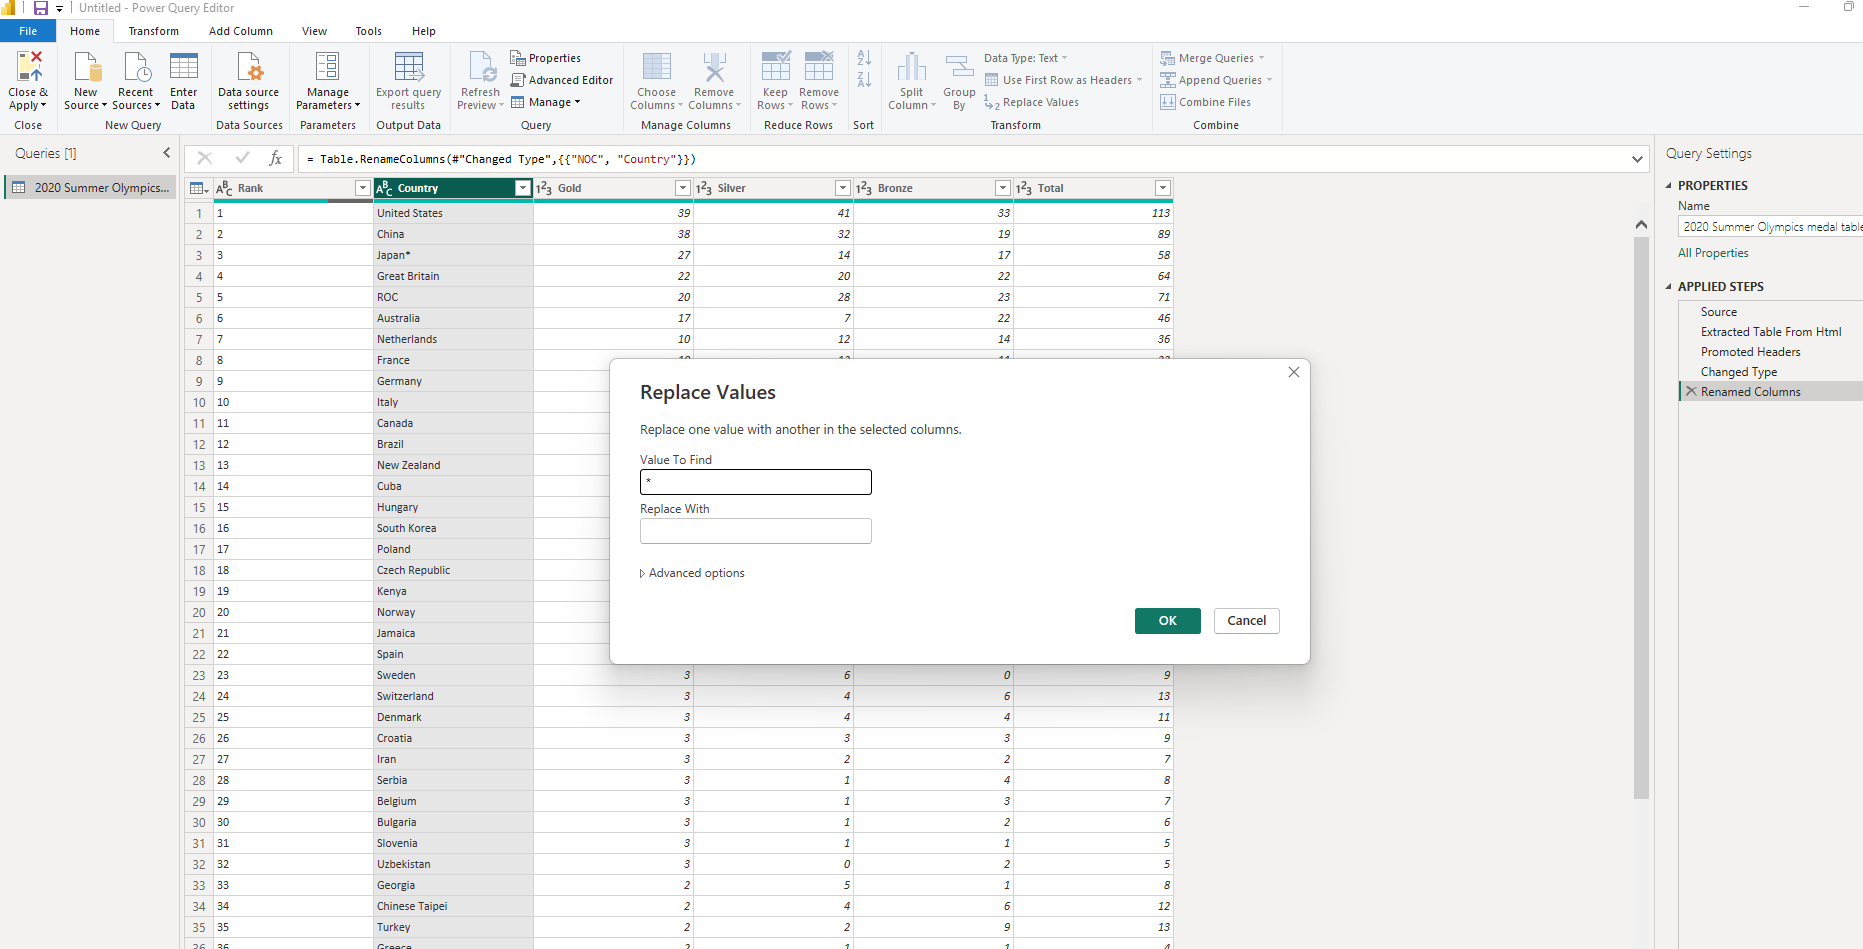 Untitled - Power Query Editor
File Home Transform Add Column View Tools Help
Close & Apply
New Source
Recent Sources
Enter Data
Data source settings
Manage Parameters
Export query results
Refresh Preview
Properties
Advanced Editor
Manage
Choose Columns
Remove Columns
Keep Rows
Remove Rows
Split Column
Group By
Data Type: Text
Use First Row as Headers
Replace Values
Merge Queries
Append Queries
Combine Files
Close New Query Data Sources Parameters Output Data Query Manage Columns Reduce Rows Sort Transform Combine
Queries [1]
2020 Summer Olympics...
fx = Table.RenameColumns(#"Changed Type",{{"NOC", "Country"}})
Rank Country Gold Silver Bronze Total
1 1 United States 39 41 33 113
2 2 China 38 32 19 89
3 3 Japan* 27 14 17 58
4 4 Great Britain 22 20 22 64
5 5 ROC 20 28 23 71
6 6 Australia 17 7 22 46
7 7 Netherlands 10 12 14 36
8 8 France
9 9 Germany
10 10 Italy
11 11 Canada
12 12 Brazil
13 13 New Zealand
14 14 Cuba
15 15 Hungary
16 16 South Korea
17 17 Poland
18 18 Czech Republic
19 19 Kenya
20 20 Norway
21 21 Jamaica
22 22 Spain
23 23 Sweden 3 6 0 9
24 24 Switzerland 3 4 6 13
25 25 Denmark 3 4 4 11
26 26 Croatia 3 3 3 9
27 27 Iran 3 2 2 7
28 28 Serbia 3 1 4 8
29 29 Belgium 3 1 3 7
30 30 Bulgaria 3 1 2 6
31 31 Slovenia 3 1 1 5
32 32 Uzbekistan 3 0 2 5
33 33 Georgia 2 5 1 8
34 34 Chinese Taipei 2 4 6 12
35 35 Turkey 2 2 9 13
36 36 Greece 2 1 1 4
Replace Values
Replace one value with another in the selected columns.
Value To Find
*
Replace With
Advanced options
OK Cancel
Query Settings
PROPERTIES
Name
2020 Summer Olympics medal table
All Properties
APPLIED STEPS
Source
Extracted Table From Html
Promoted Headers
Changed Type
Renamed Columns